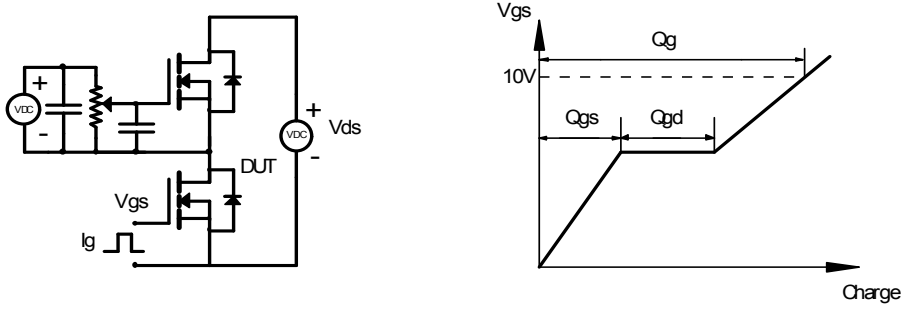 +
VDC
-
+
VDC
-
Vds
DUT
Vgs
Ig
Vgs
Qg
10V
Qgs
Qgd
Charge